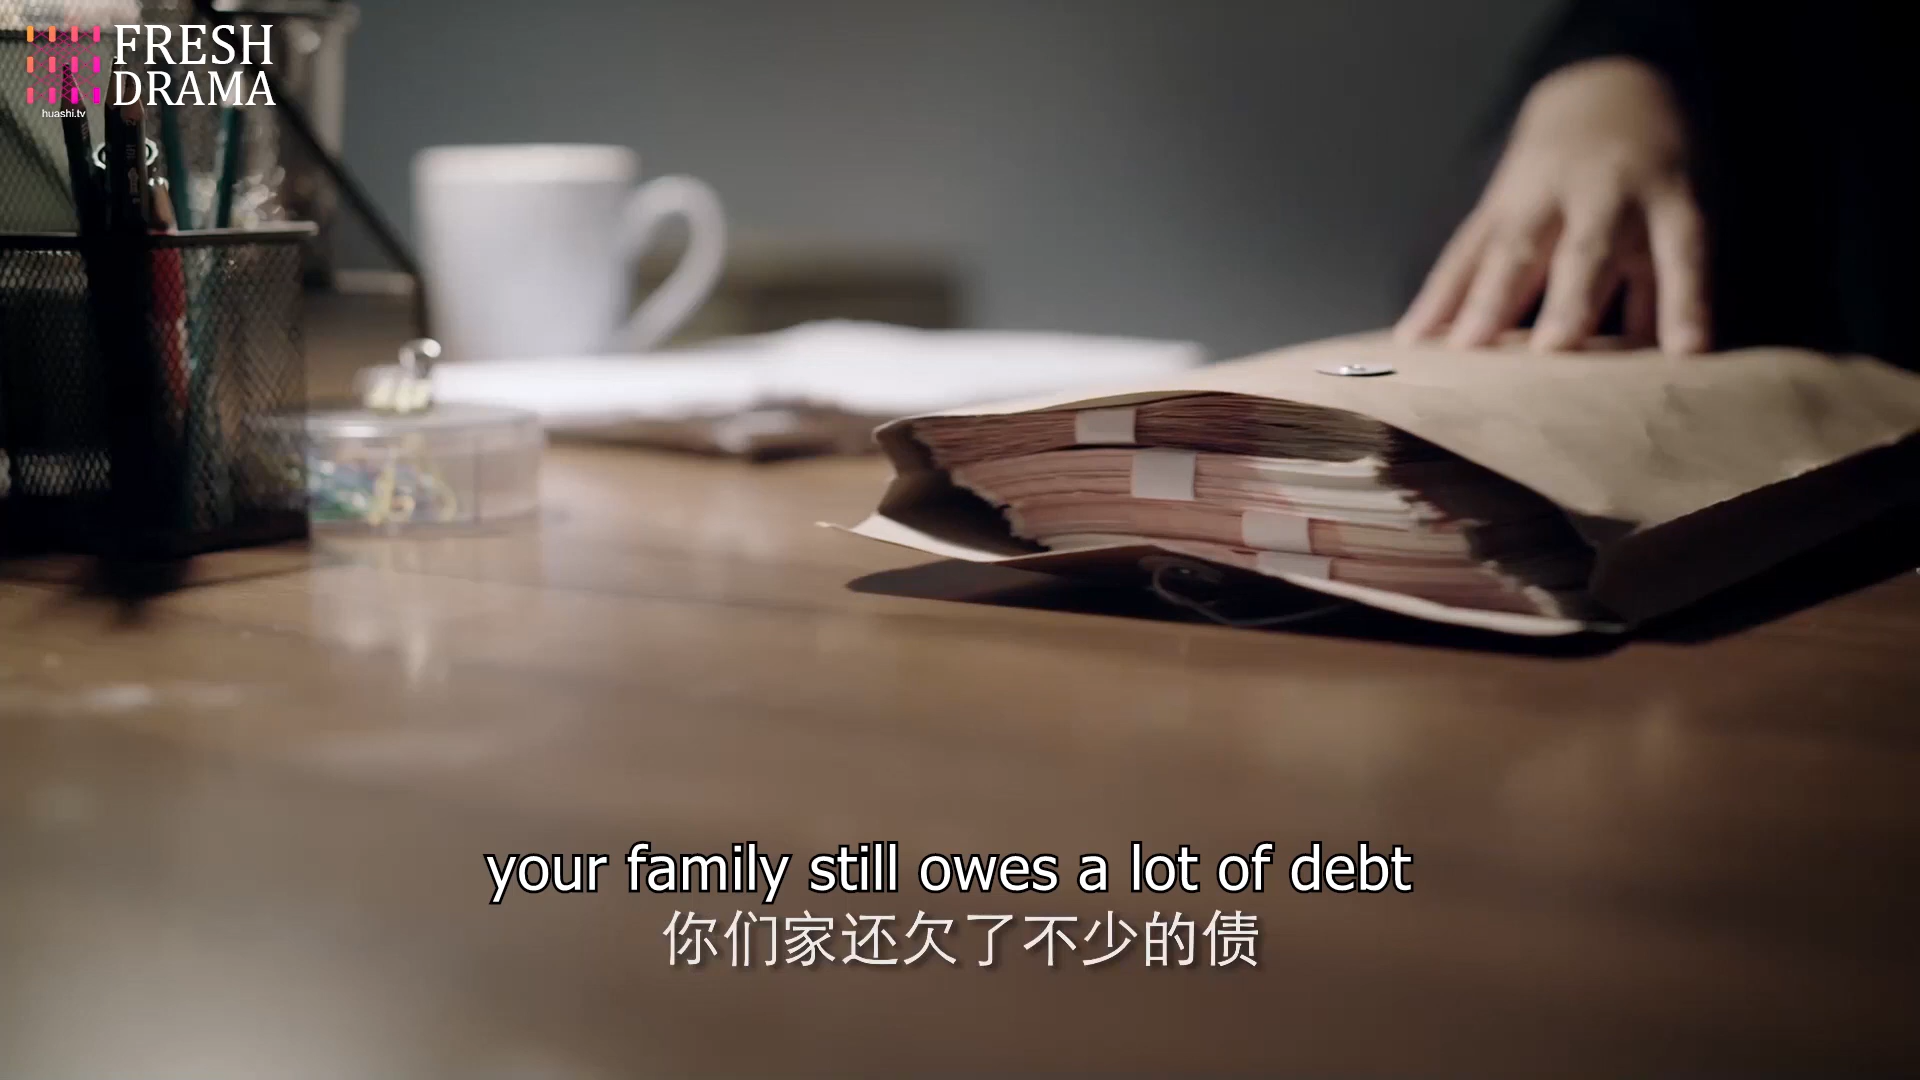 FRESH
DRAMA
huashi.tv
your family still owes a lot of debt
你们家还欠了不少的债